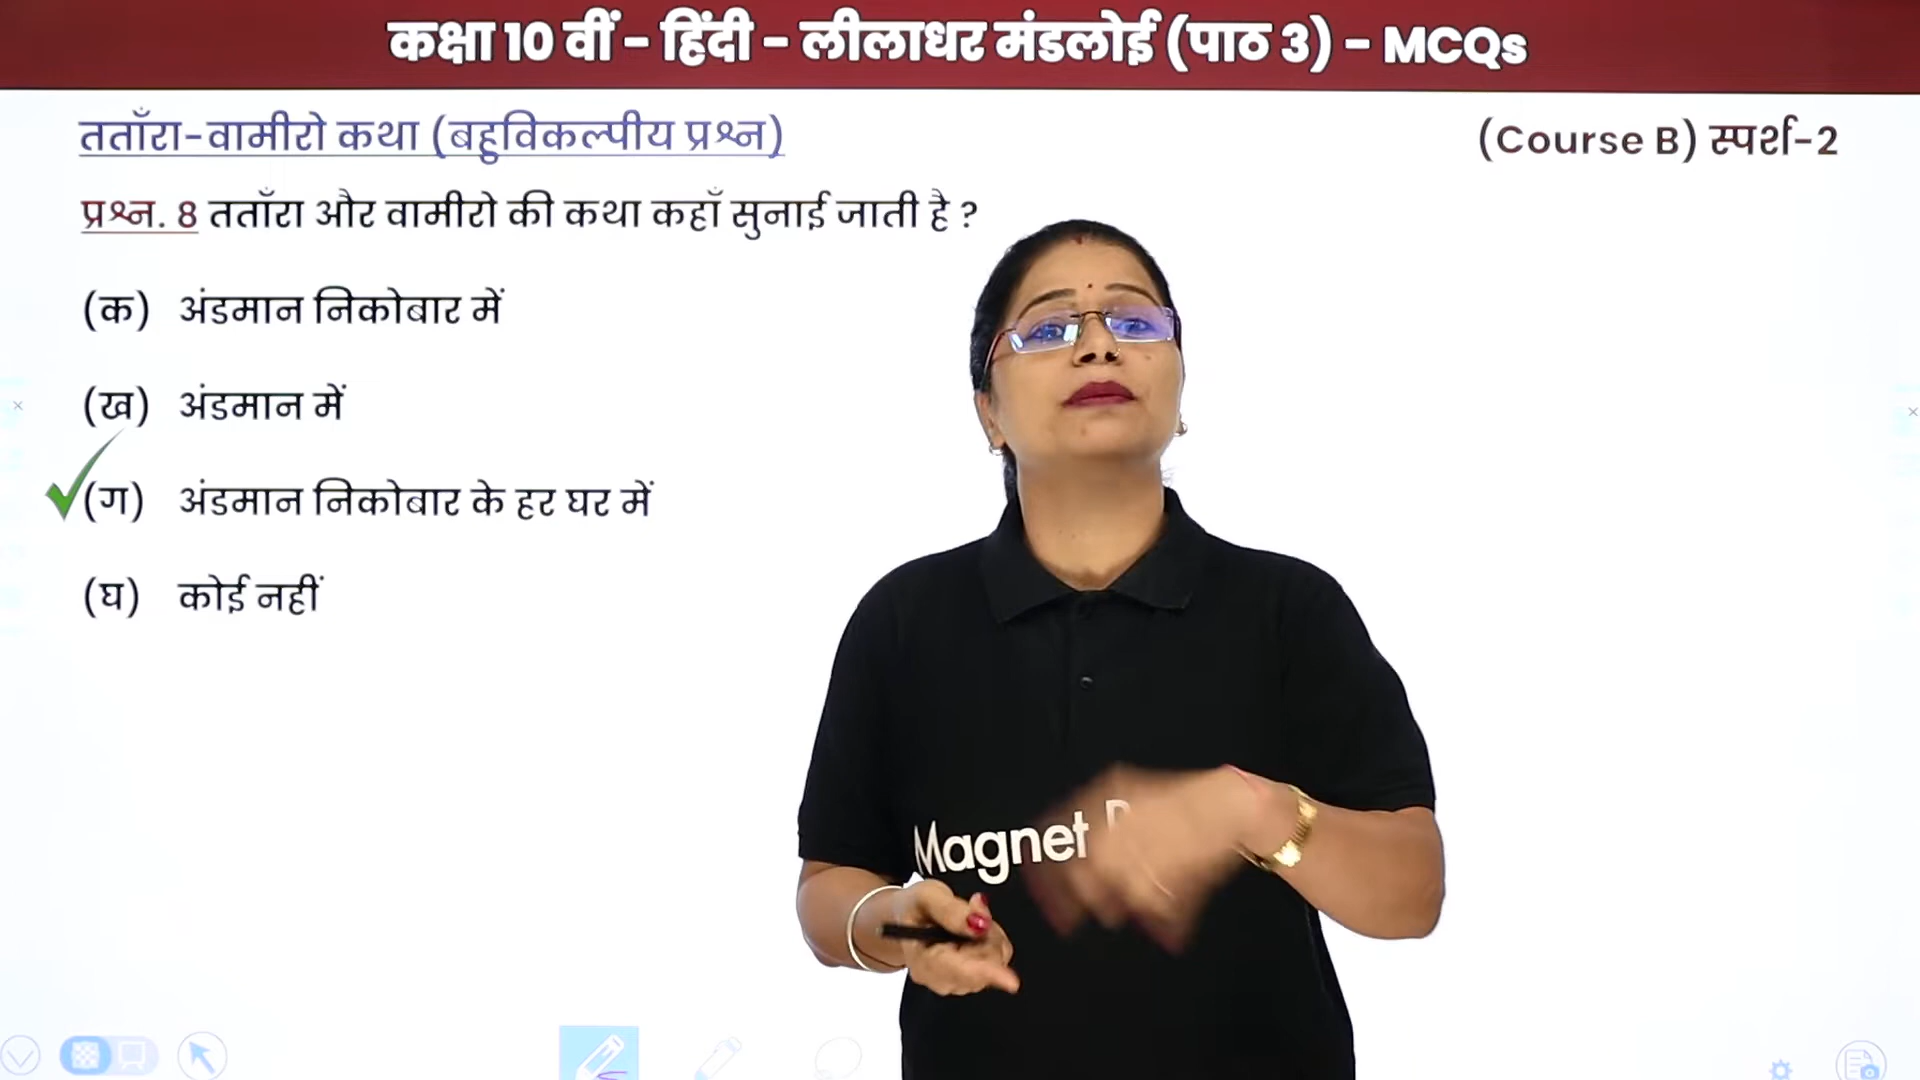 कक्षा 10 वीं - हिंदी - लीलाधर मंडलोई (पाठ 3) - MCQs
तताँरा-वामीरो कथा (बहुविकल्पीय प्रश्न)
(Course B) स्पर्श-2
प्रश्न. 8 तताँरा और वामीरो की कथा कहाँ सुनाई जाती है ?
(क) अंडमान निकोबार में
(ख) अंडमान में
(ग) अंडमान निकोबार के हर घर में
(घ) कोई नहीं
Magnet